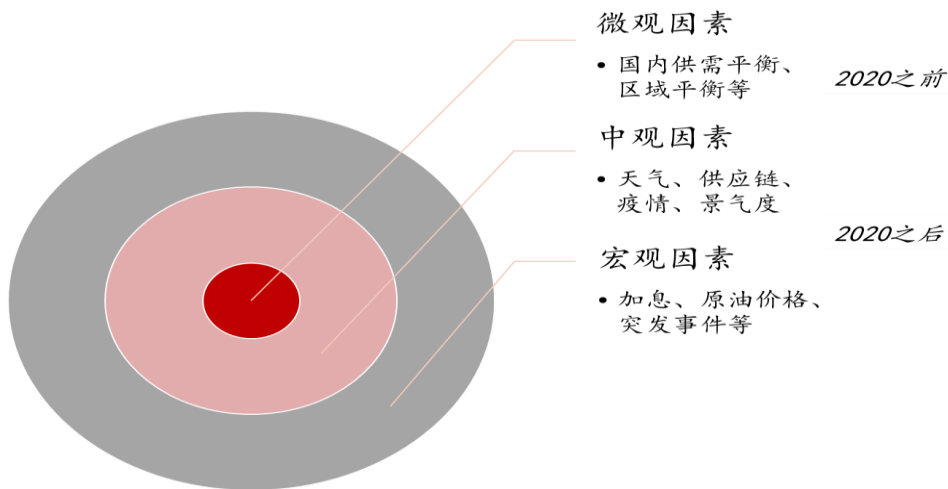 微观因素
• 国内供需平衡、
区域平衡等
2020之前
中观因素
• 天气、供应链、
疫情、景气度
2020之后
宏观因素
• 加息、原油价格、
突发事件等